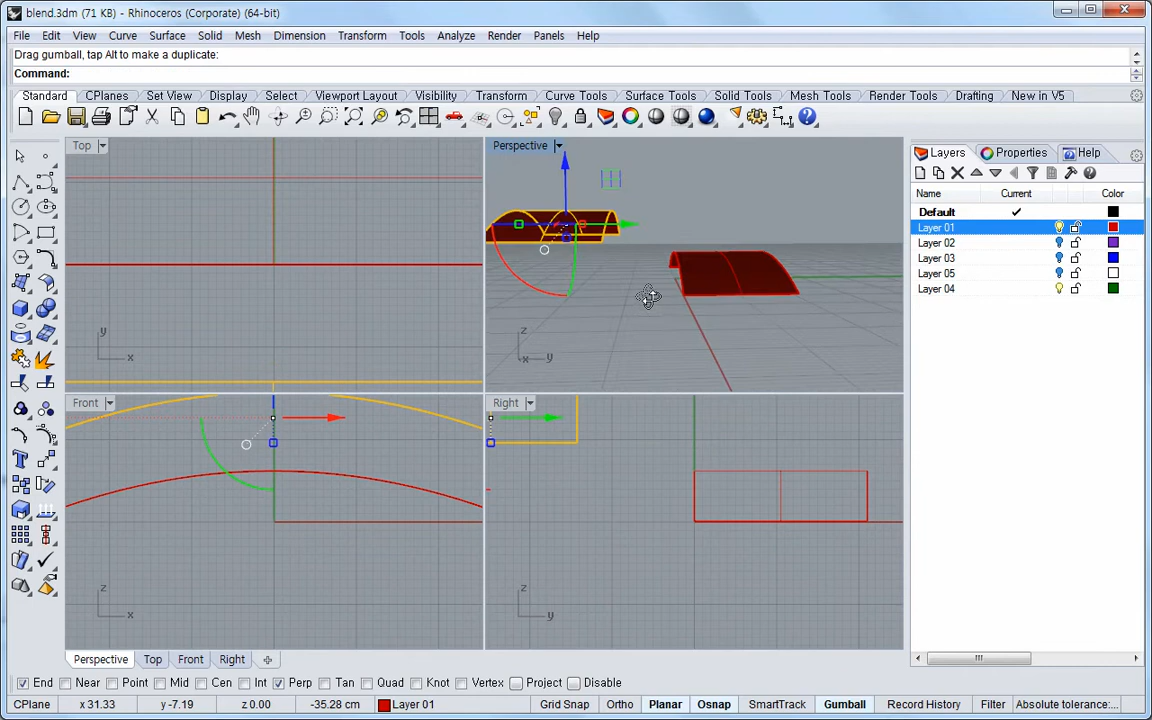 blend.3dm (71 KB) - Rhinoceros (Corporate) (64-bit)
File Edit View Curve Surface Solid Mesh Dimension Transform Tools Analyze Render Panels Help
Drag gumball, tap Alt to make a duplicate:
Command:
Standard CPlanes Set View Display Select Viewport Layout Visibility Transform Curve Tools Surface Tools Solid Tools Mesh Tools Render Tools Drafting New in V5
Top
Perspective
Layers Properties Help
Name Current Color
Default
Layer 01
Layer 02
Layer 03
Layer 05
Layer 04
y
x
z
x y
Front
Right
z
x
z
y
Perspective Top Front Right
End Near Point Mid Cen Int Perp Tan Quad Knot Vertex Project Disable
CPlane x 31.33 y -7.19 z 0.00 -35.28 cm Layer 01 Grid Snap Ortho Planar Osnap SmartTrack Gumball Record History Filter Absolute tolerance:...